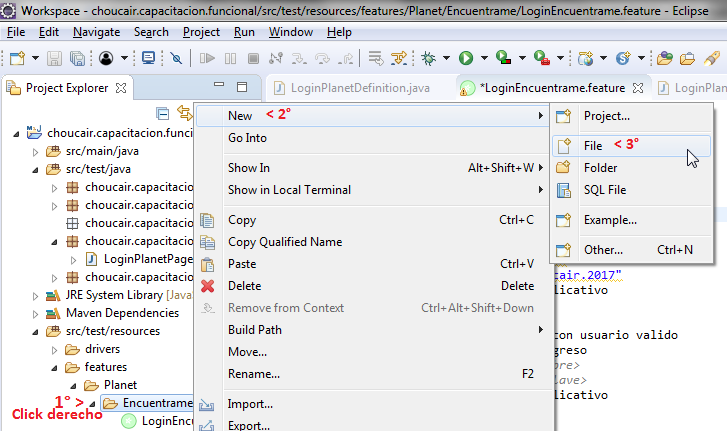 Workspace - choucair.capacitacion.funcional/src/test/resources/features/Planet/Encuentrame/LoginEncuentrame.feature - Eclipse
File Edit Navigate Search Project Run Window Help
Project Explorer
LoginPlanetDefinition.java
*LoginEncuentrame.feature
LoginPlan
choucair.capacitacion.funci
src/main/java
src/test/java
choucair.capacitacio
choucair.capacitacio
choucair.capacitacio
choucair.capacitacio
LoginPlanetPage
JRE System Library [Java
Maven Dependencies
src/test/resources
drivers
features
Planet
1° > Encuentrame
Click derecho
LoginEncu
New < 2°
Go Into
Show In Alt+Shift+W
Show in Local Terminal
Copy Ctrl+C
Copy Qualified Name
Paste Ctrl+V
Delete Delete
Remove from Context Ctrl+Alt+Shift+Down
Build Path
Move...
Rename... F2
Import...
Export...
Project...
File < 3°
Folder
SQL File
Example...
Other... Ctrl+N
cair.2017"
licativo
con usuario valido
greso
bre>
lave>
licativo